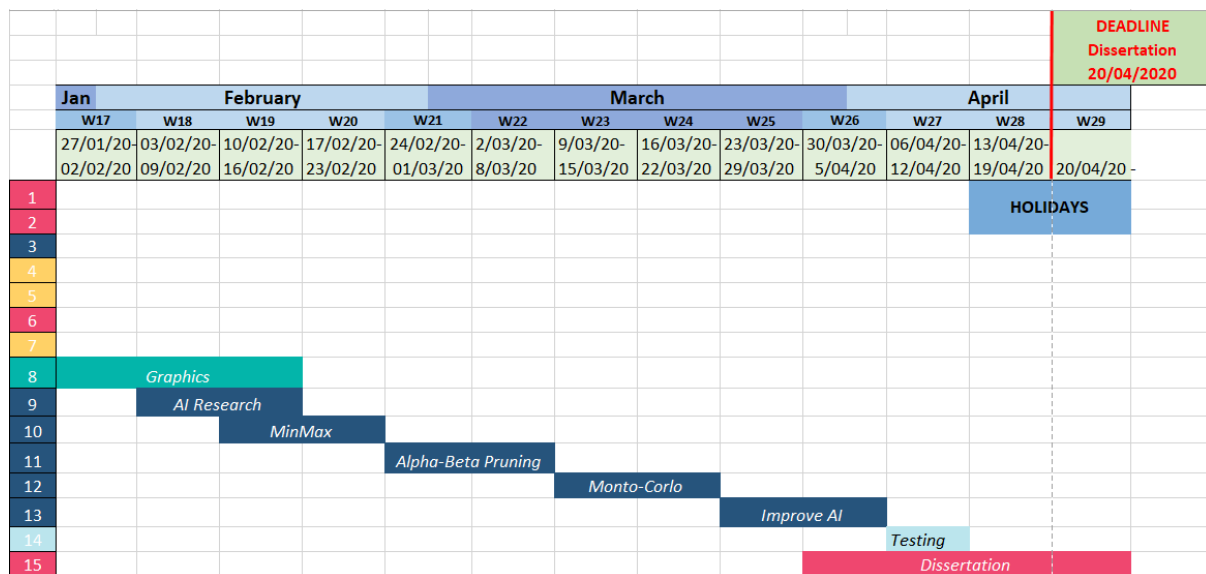 DEADLINE
Dissertation
20/04/2020
Jan February March April
W17 W18 W19 W20 W21 W22 W23 W24 W25 W26 W27 W28 W29
27/01/20- 03/02/20- 10/02/20- 17/02/20- 24/02/20- 2/03/20- 9/03/20- 16/03/20- 23/03/20- 30/03/20- 06/04/20- 13/04/20-
02/02/20 09/02/20 16/02/20 23/02/20 01/03/20 8/03/20 15/03/20 22/03/20 29/03/20 5/04/20 12/04/20 19/04/20 20/04/20 -
1
HOLIDAYS
2
3
4
5
6
7
8 Graphics
9 AI Research
10 MinMax
11 Alpha-Beta Pruning
12 Monto-Corlo
13 Improve AI
14 Testing
15 Dissertation